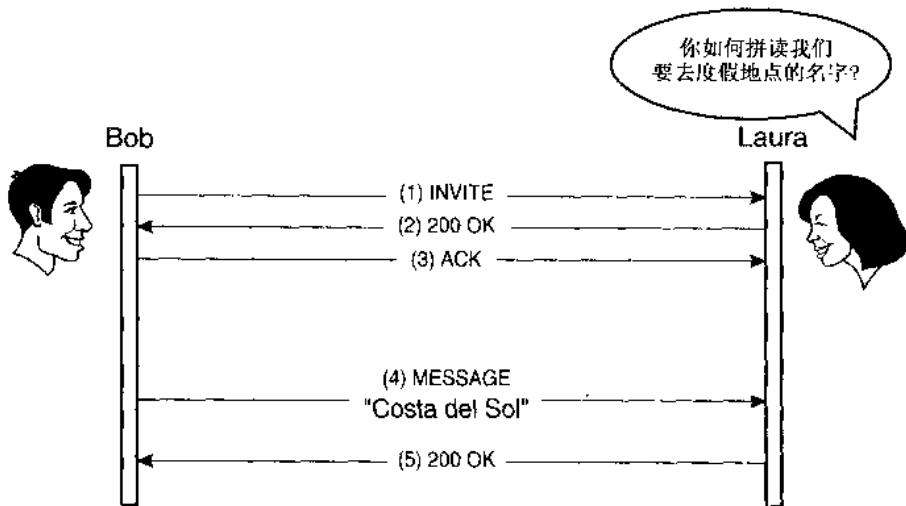 你如何拼读我们
要去度假地点的名字?
Bob
Laura
(1) INVITE
(2) 200 OK
(3) ACK
(4) MESSAGE
"Costa del Sol"
(5) 200 OK